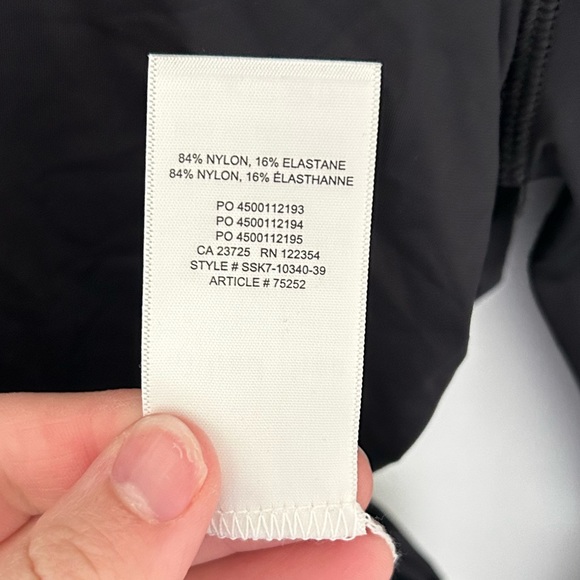 84% NYLON, 16% ELASTANE
84% NYLON, 16% ÉLASTHANNE
PO 4500112193
PO 4500112194
PO 4500112195
CA 23725 RN 122354
STYLE # SSK7-10340-39
ARTICLE # 75252